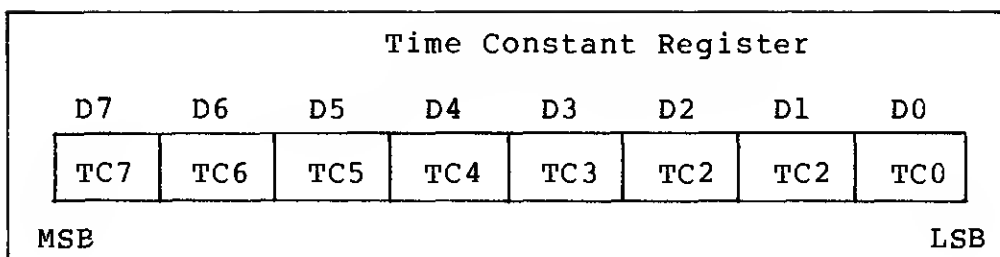 Time Constant Register
D7 D6 D5 D4 D3 D2 D1 D0
TC7 TC6 TC5 TC4 TC3 TC2 TC2 TC0
MSB LSB